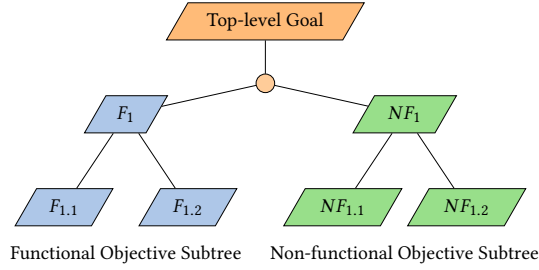 Top-level Goal
F₁
NF₁
F₁.₁
F₁.₂
NF₁.₁
NF₁.₂
Functional Objective Subtree
Non-functional Objective Subtree